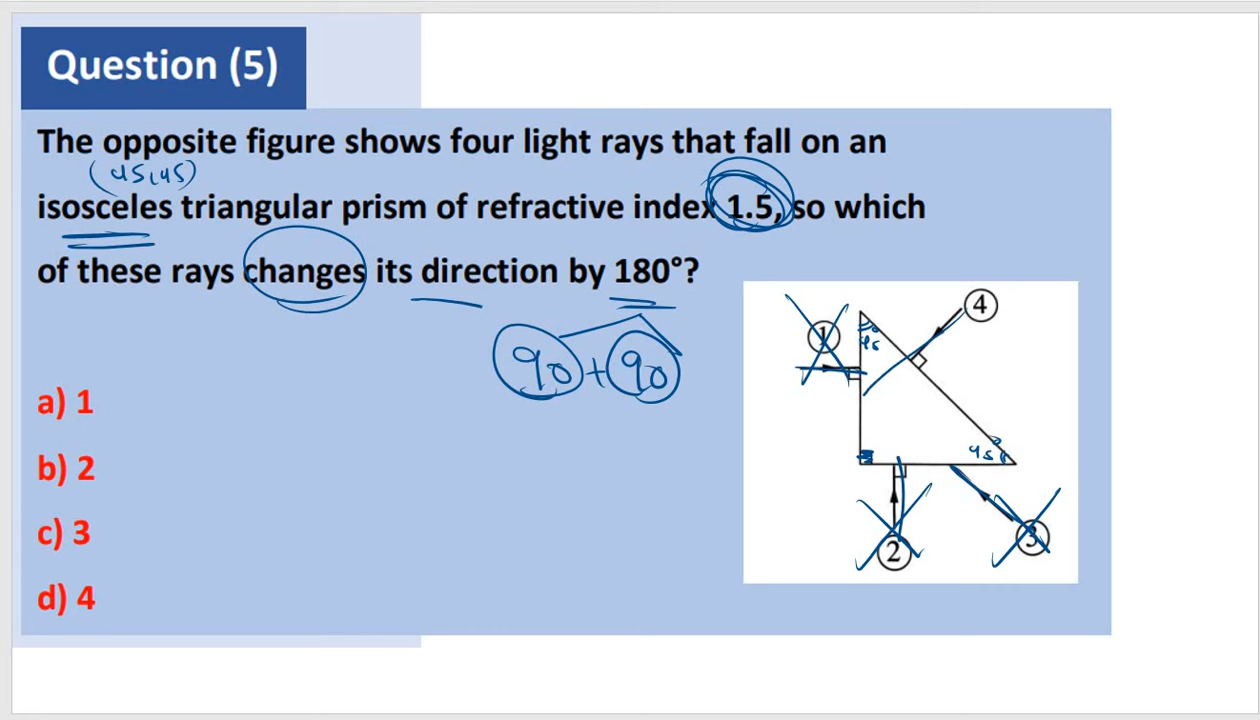 Question (5)
The opposite figure shows four light rays that fall on an
(45,45)
isosceles triangular prism of refractive index 1.5, so which
of these rays changes its direction by 180°?
90 + 90
a) 1
b) 2
c) 3
d) 4
4
1
45
45
2
3